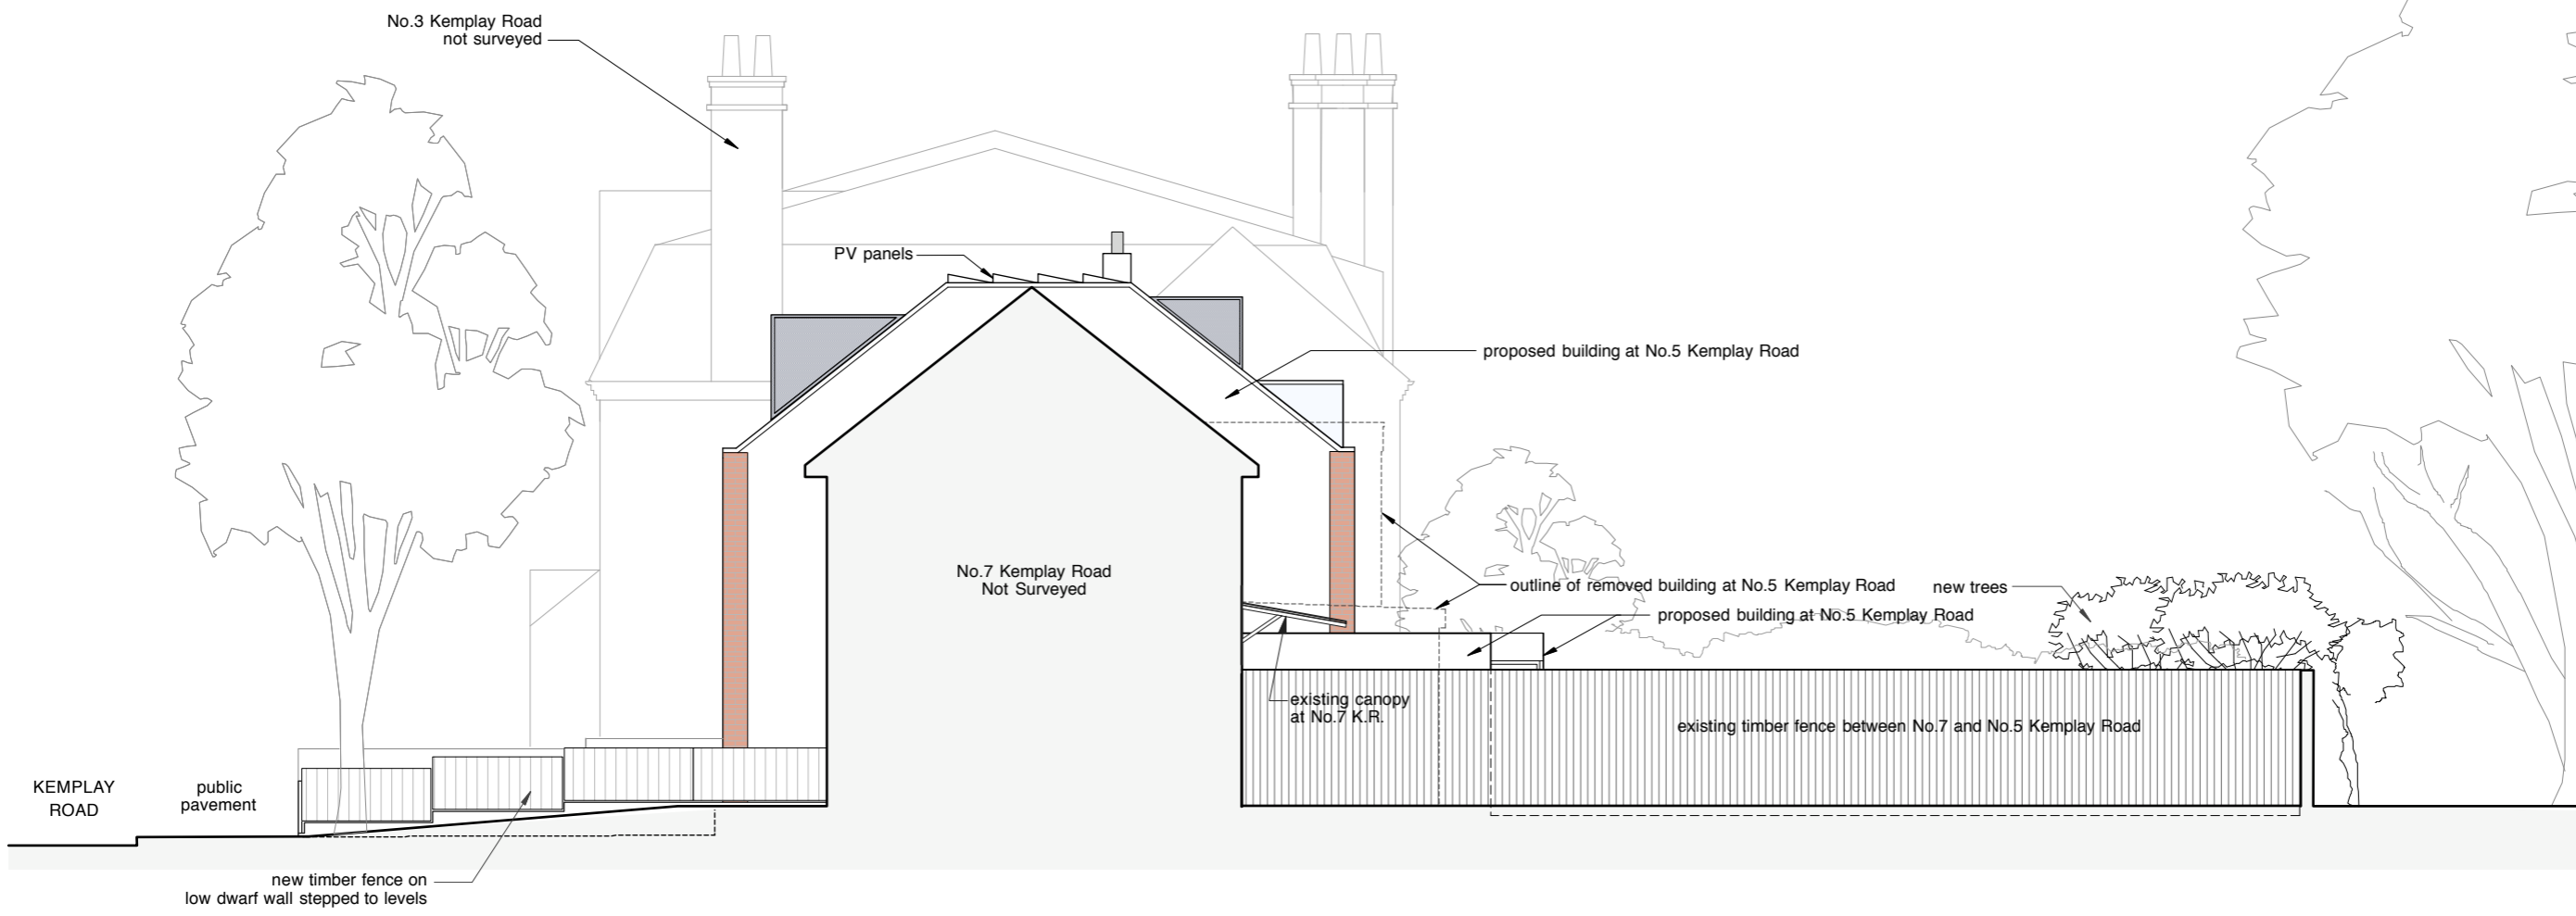 No.3 Kemplay Road
not surveyed
PV panels
proposed building at No.5 Kemplay Road
No.7 Kemplay Road
Not Surveyed
outline of removed building at No.5 Kemplay Road
new trees
proposed building at No.5 Kemplay Road
existing canopy
at No.7 K.R.
existing timber fence between No.7 and No.5 Kemplay Road
KEMPLAY
ROAD
public
pavement
new timber fence on
low dwarf wall stepped to levels